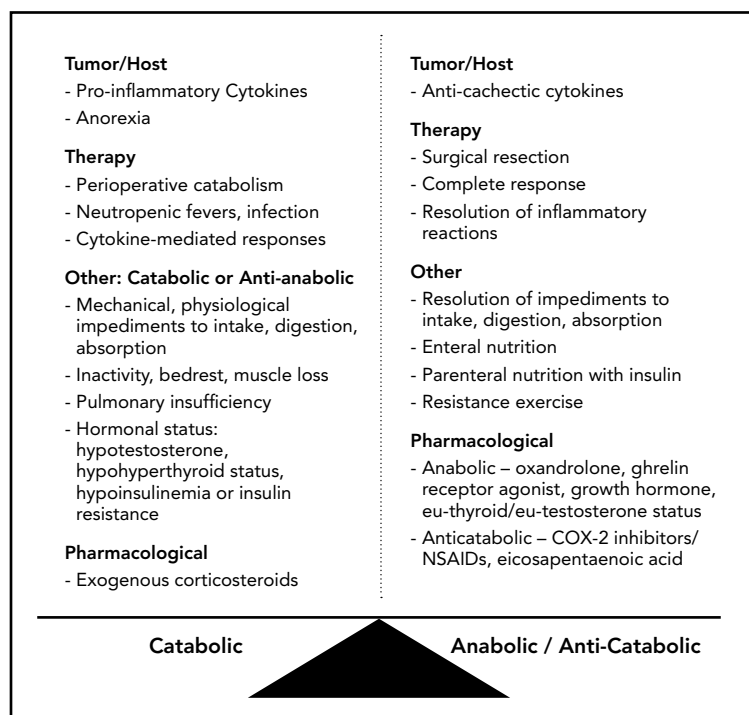 Tumor/Host
- Pro-inflammatory Cytokines
- Anorexia
Therapy
- Perioperative catabolism
- Neutropenic fevers, infection
- Cytokine-mediated responses
Other: Catabolic or Anti-anabolic
- Mechanical, physiological
impediments to intake, digestion,
absorption
- Inactivity, bedrest, muscle loss
- Pulmonary insufficiency
- Hormonal status:
hypotestosterone,
hypohyperthyroid status,
hypoinsulinemia or insulin
resistance
Pharmacological
- Exogenous corticosteroids
Tumor/Host
- Anti-cachectic cytokines
Therapy
- Surgical resection
- Complete response
- Resolution of inflammatory
reactions
Other
- Resolution of impediments to
intake, digestion, absorption
- Enteral nutrition
- Parenteral nutrition with insulin
- Resistance exercise
Pharmacological
- Anabolic – oxandrolone, ghrelin
receptor agonist, growth hormone,
eu-thyroid/eu-testosterone status
- Anticatabolic – COX-2 inhibitors/
NSAIDs, eicosapentaenoic acid
Catabolic
Anabolic / Anti-Catabolic